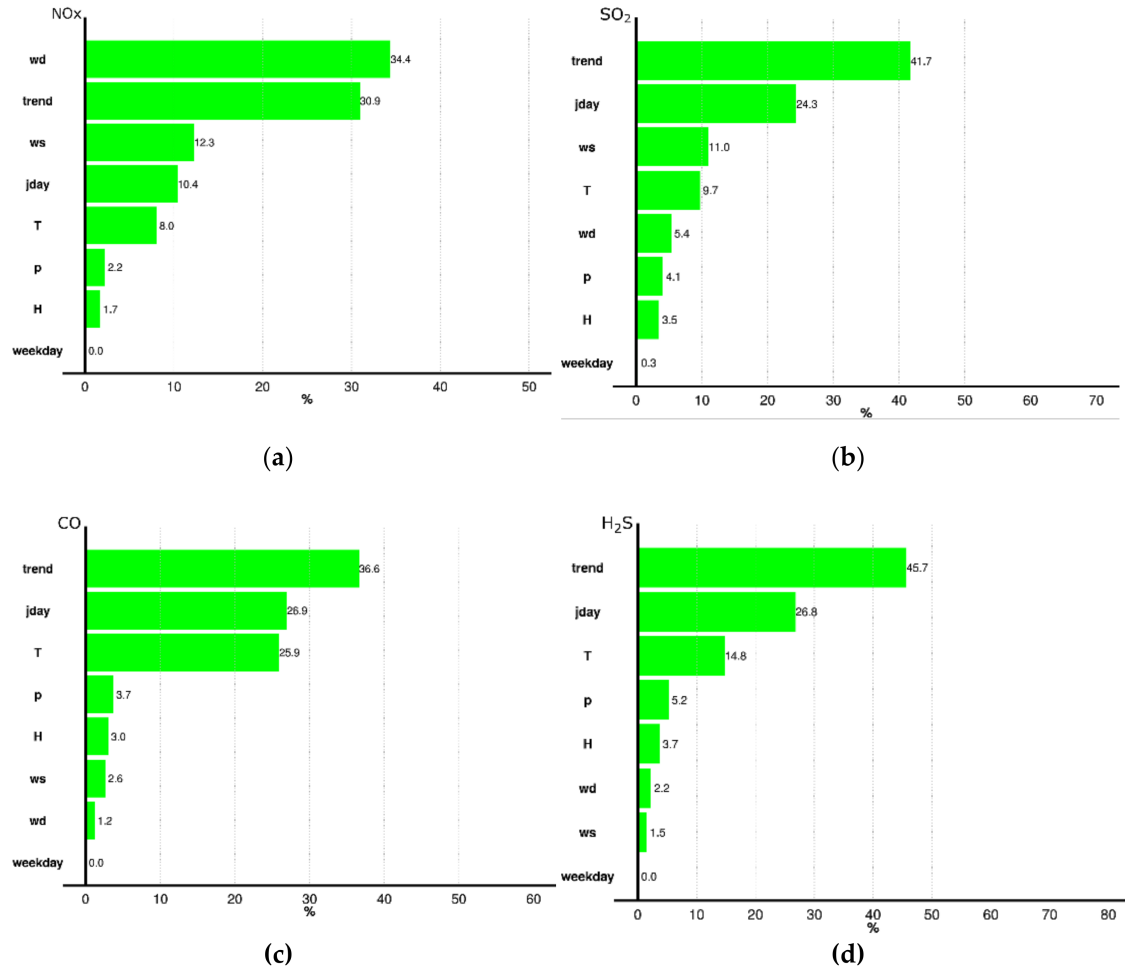 NOx
wd 34.4
trend 30.9
ws 12.3
jday 10.4
T 8.0
p 2.2
H 1.7
weekday 0.0
0 10 20 30 40 50
%
(a)
SO2
trend 41.7
jday 24.3
ws 11.0
T 9.7
wd 5.4
p 4.1
H 3.5
weekday 0.3
0 10 20 30 40 50 60 70
%
(b)
CO
trend 36.6
jday 26.9
T 25.9
p 3.7
H 3.0
ws 2.6
wd 1.2
weekday 0.0
0 10 20 30 40 50 60
%
(c)
H2S
trend 45.7
jday 26.8
T 14.8
p 5.2
H 3.7
wd 2.2
ws 1.5
weekday 0.0
0 10 20 30 40 50 60 70 80
%
(d)